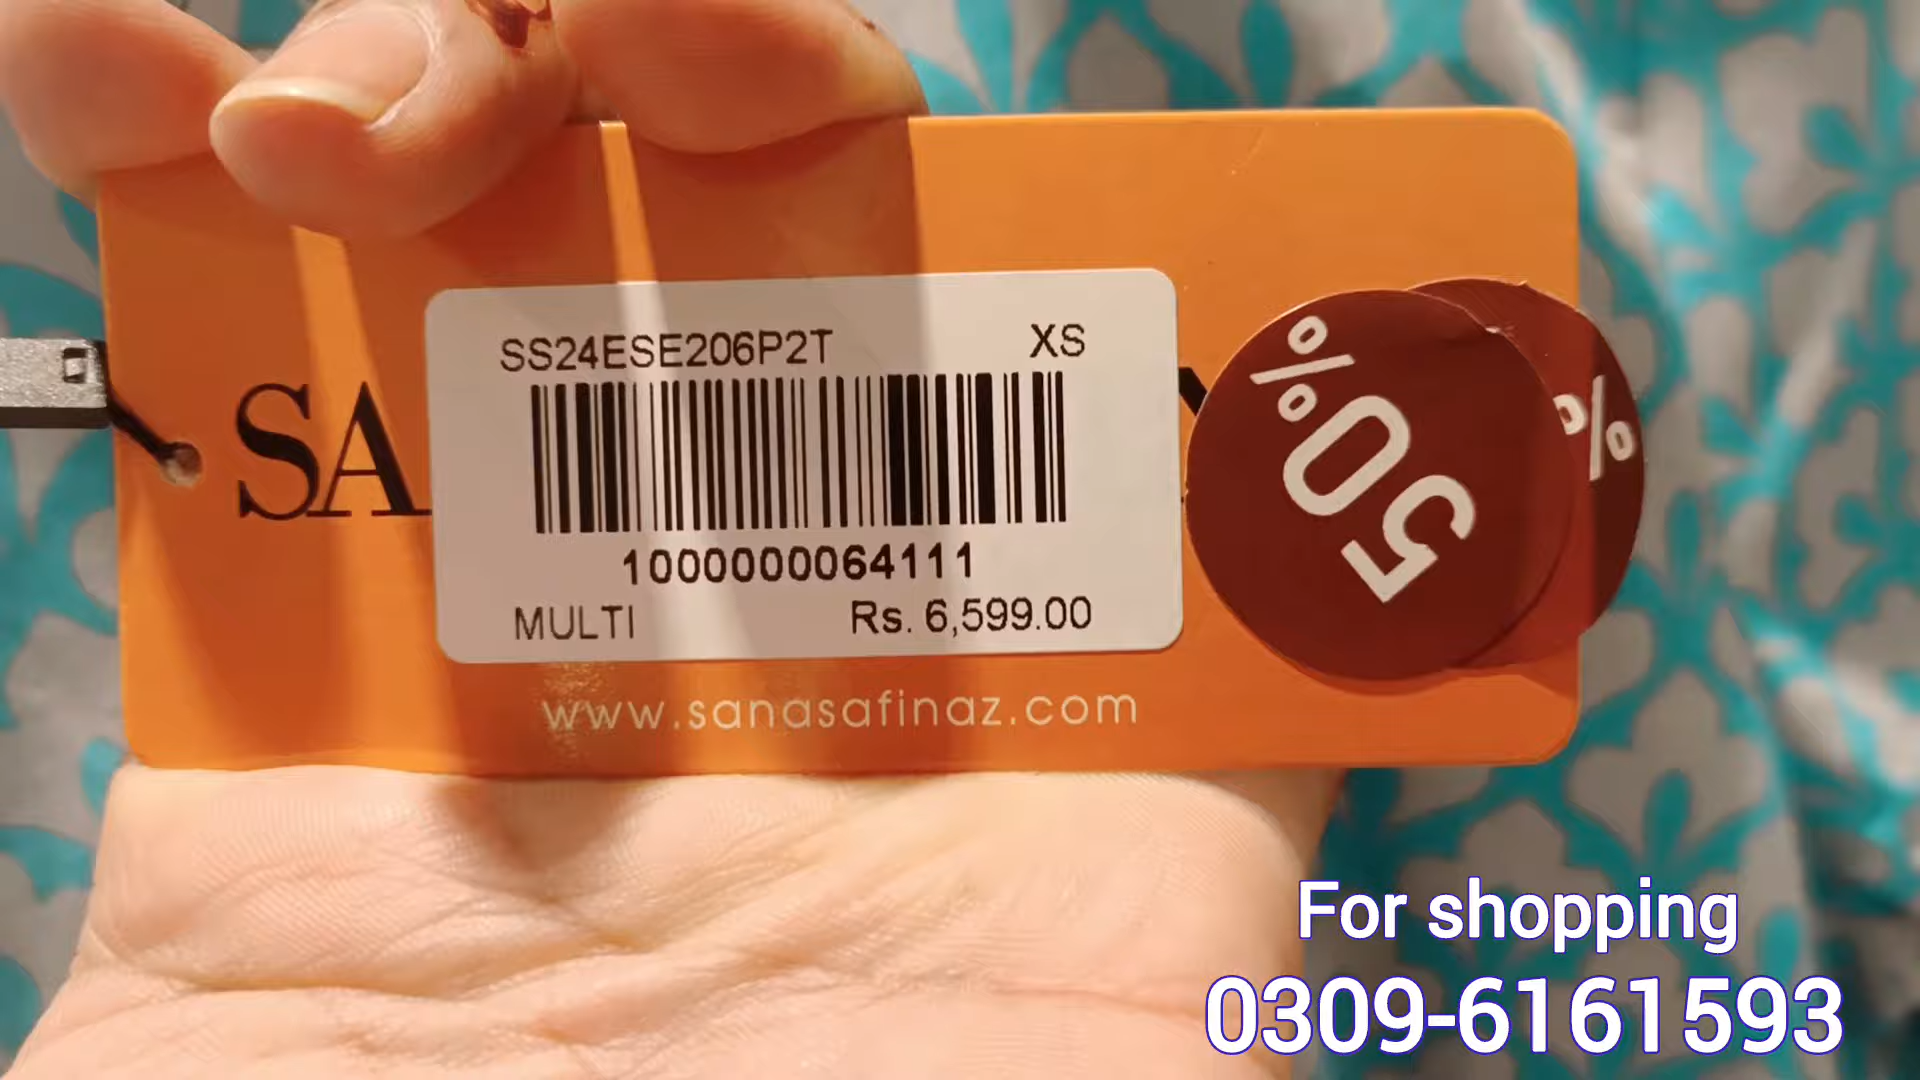 SS24ESE206P2T XS
SA
1000000064111
MULTI Rs. 6,599.00
www.sanasafinaz.com
50%
%
For shopping
0309-6161593